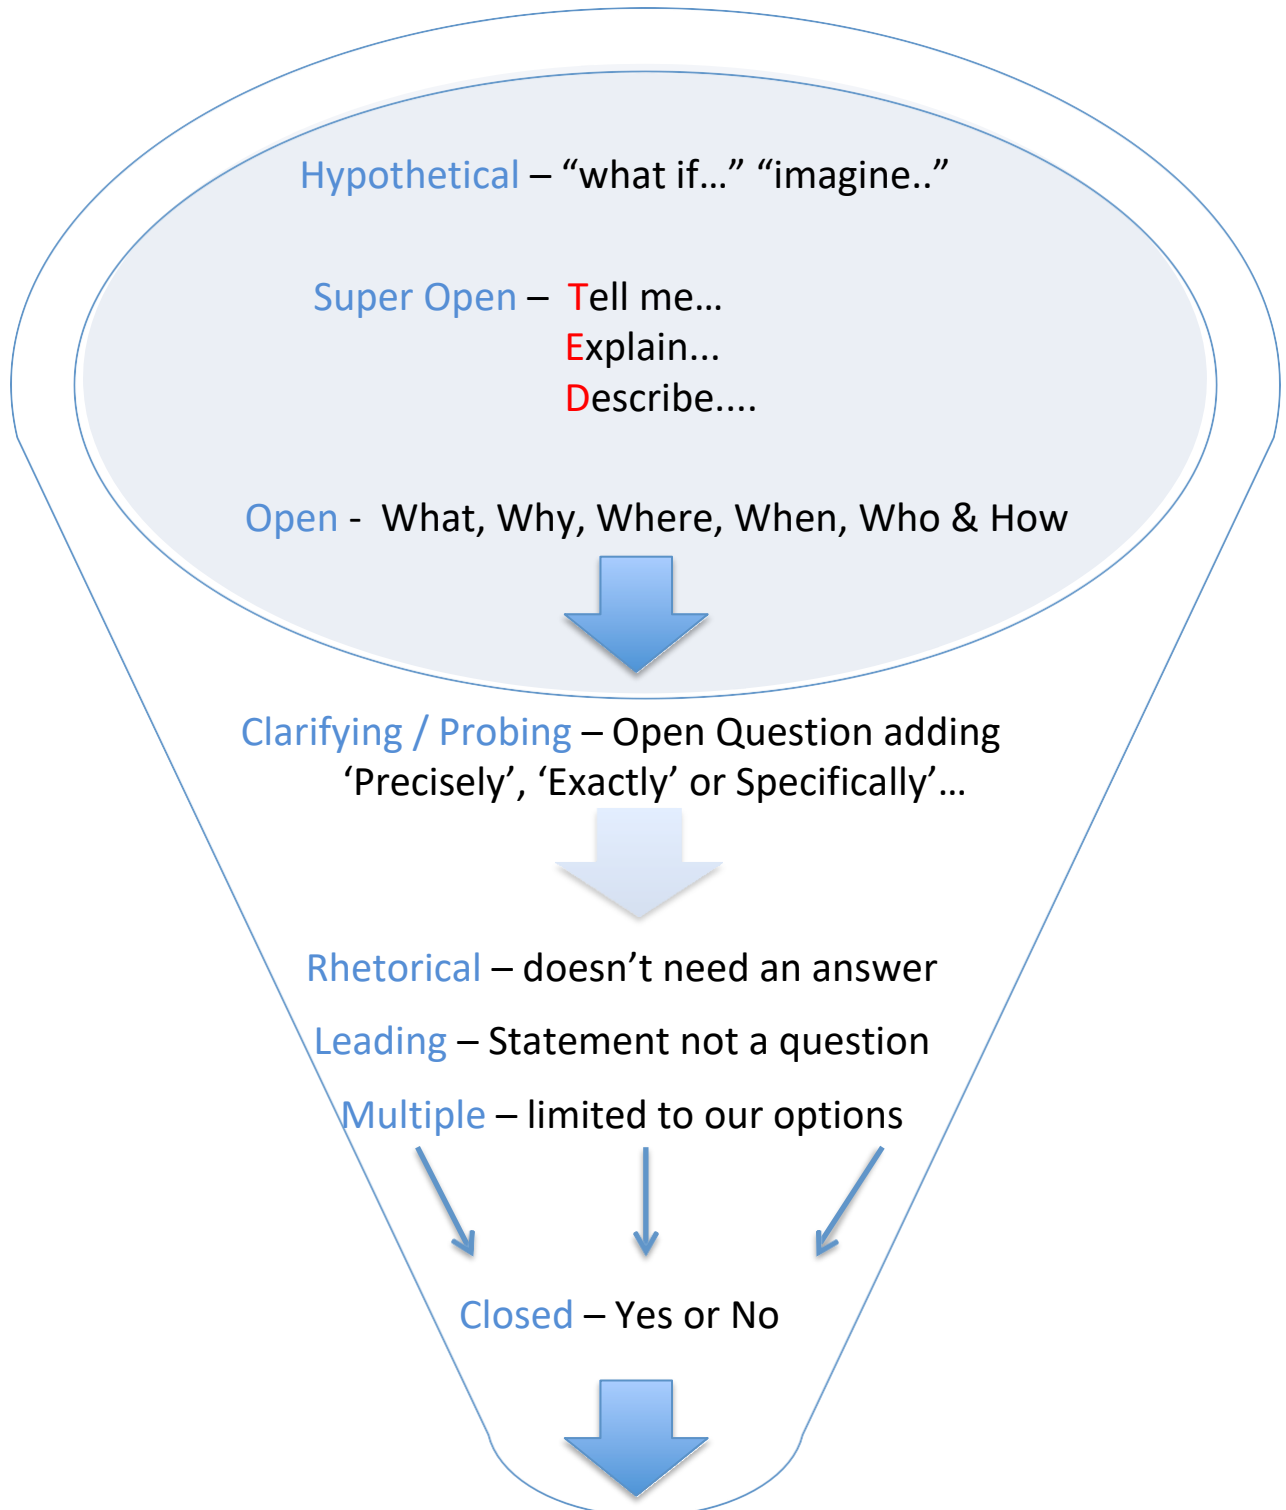 Hypothetical – “what if…” “imagine..”
Super Open – Tell me…
Explain...
Describe....
Open - What, Why, Where, When, Who & How
Clarifying / Probing – Open Question adding
‘Precisely’, ‘Exactly’ or Specifically’…
Rhetorical – doesn’t need an answer
Leading – Statement not a question
Multiple – limited to our options
Closed – Yes or No